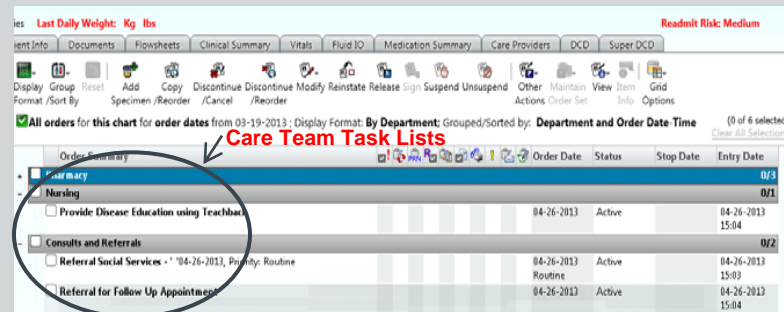 ies Last Daily Weight: Kg lbs Readmit Risk: Medium
ient Info Documents Flowsheets Clinical Summary Vitals Fluid IO Medication Summary Care Providers DCD Super DCD
Display Group Reset Add Copy Discontinue Discontinue Modify Reinstate Release Sign Suspend Unsuspend Other Maintain View Item Grid
Format /Sort By Specimen /Reorder /Cancel /Reorder Actions Order Set Info Options
All orders for this chart for order dates from 03-19-2013 ; Display Format: By Department; Grouped/Sorted by: Department and Order Date-Time (0 of 6 selected
Clear All Selection
Care Team Task Lists
Order Summary Order Date Status Stop Date Entry Date
Pharmacy 0/3
Nursing 0/1
Provide Disease Education using Teachback 04-26-2013 Active 04-26-2013
15:04
Consults and Referrals 0/2
Referral Social Services - ' '04-26-2013, Priority: Routine 04-26-2013 Active 04-26-2013
Routine 15:03
Referral for Follow Up Appointment 04-26-2013 Active 04-26-2013
15:04